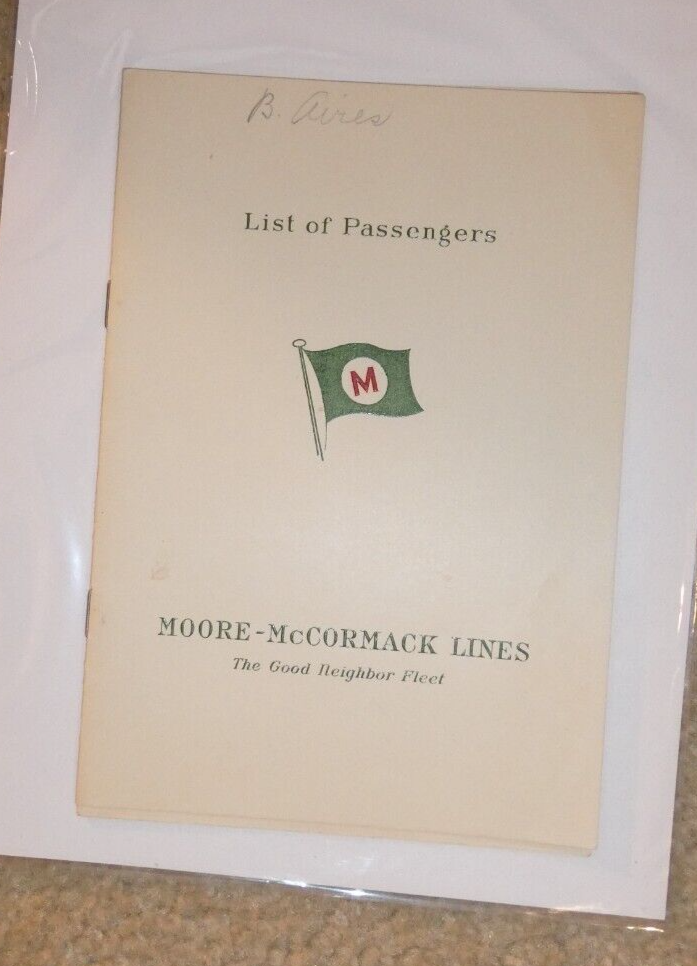 B. Aires
List of Passengers
M
MOORE-McCORMACK LINES
The Good Neighbor Fleet